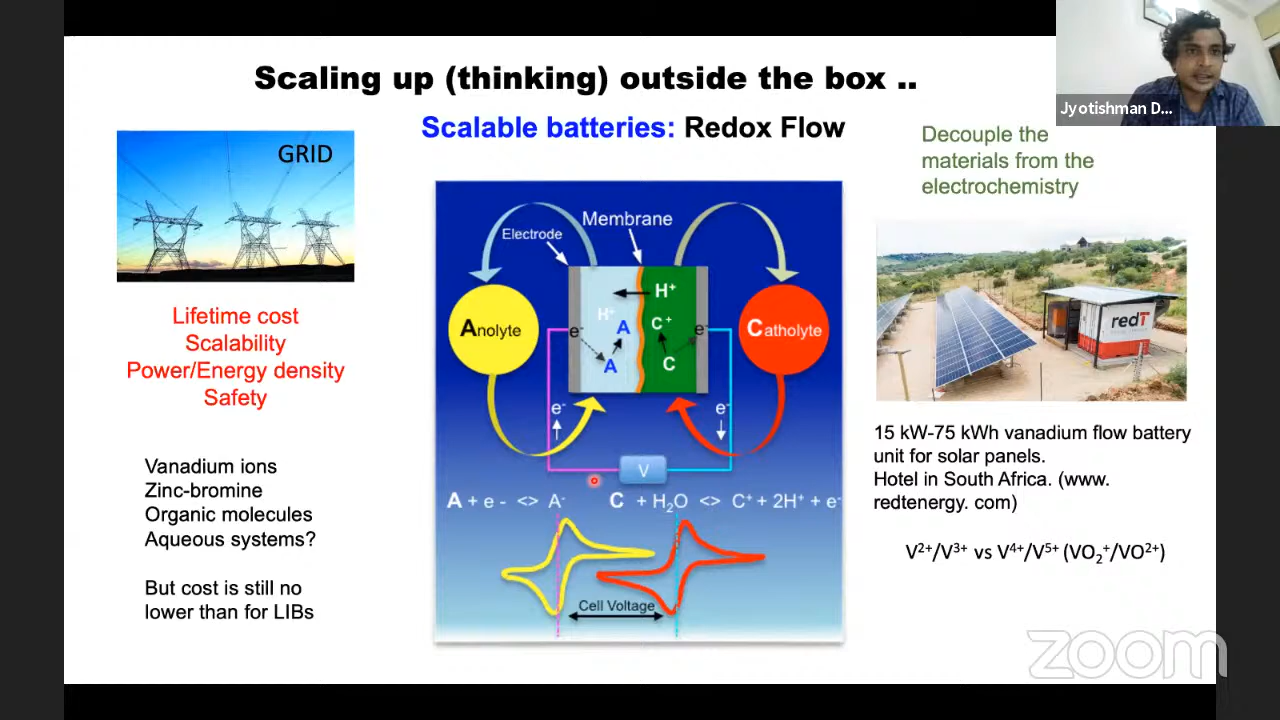 Jyotishman D...
Scaling up (thinking) outside the box ..
Scalable batteries: Redox Flow
GRID
Lifetime cost
Scalability
Power/Energy density
Safety
Vanadium ions
Zinc-bromine
Organic molecules
Aqueous systems?
But cost is still no
lower than for LIBs
Membrane
Electrode
H⁺
H⁺
A
C⁺
Anolyte
e⁻
e⁻
Catholyte
A
C
e⁻
e⁻
V
A + e - <> A⁻
C + H₂O <> C⁺ + 2H⁺ + e⁻
Cell Voltage
Decouple the
materials from the
electrochemistry
redT
15 kW-75 kWh vanadium flow battery
unit for solar panels.
Hotel in South Africa. (www.
redtenergy. com)
V²⁺/V³⁺ vs V⁴⁺/V⁵⁺ (VO₂⁺/VO²⁺)
zoom